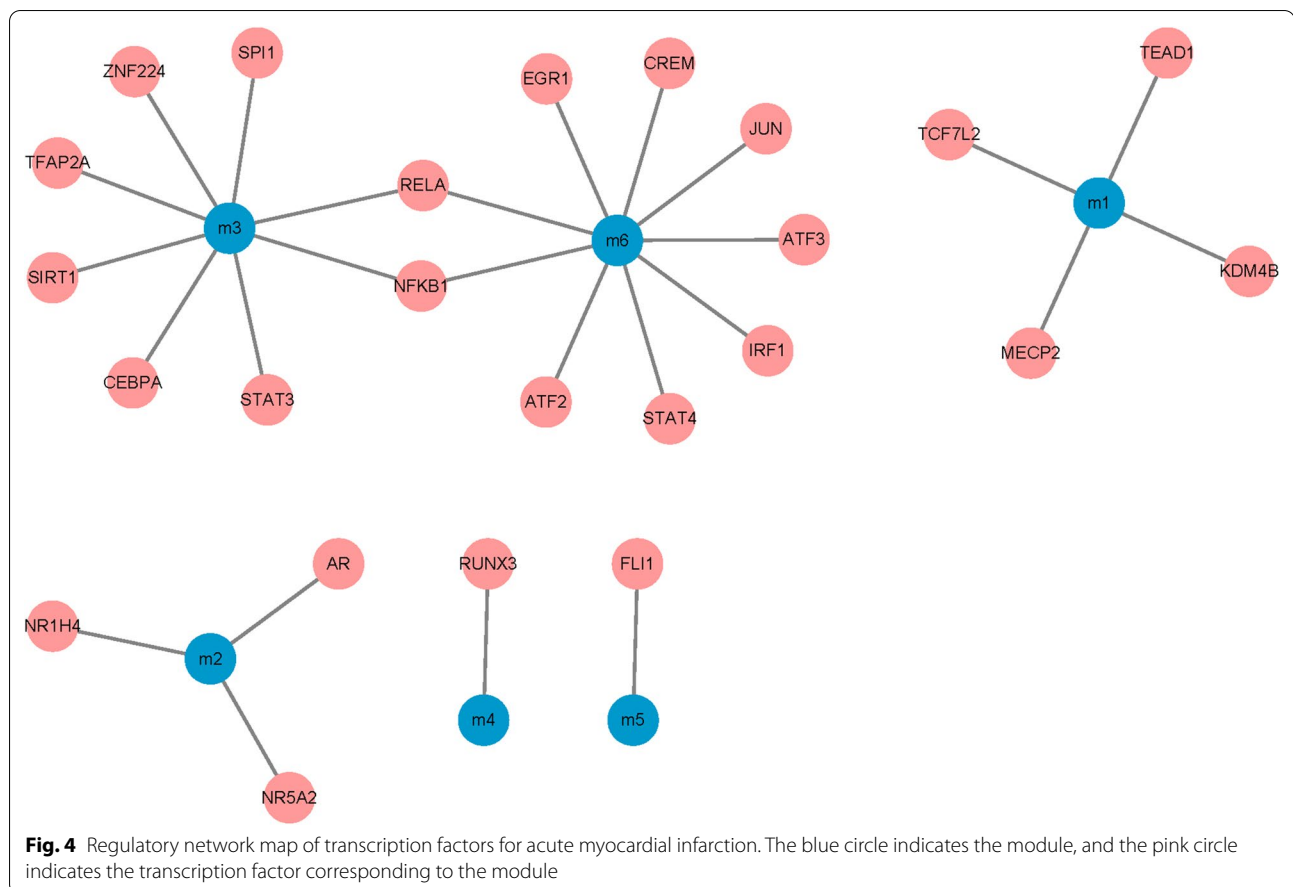 SPI1
ZNF224
TFAP2A
SIRT1
CEBPA
STAT3
m3
RELA
NFKB1
EGR1
CREM
JUN
m6
ATF3
IRF1
ATF2
STAT4
TEAD1
TCF7L2
m1
KDM4B
MECP2
AR
NR1H4
m2
NR5A2
RUNX3
m4
FLI1
m5
Fig. 4 Regulatory network map of transcription factors for acute myocardial infarction. The blue circle indicates the module, and the pink circle
indicates the transcription factor corresponding to the module